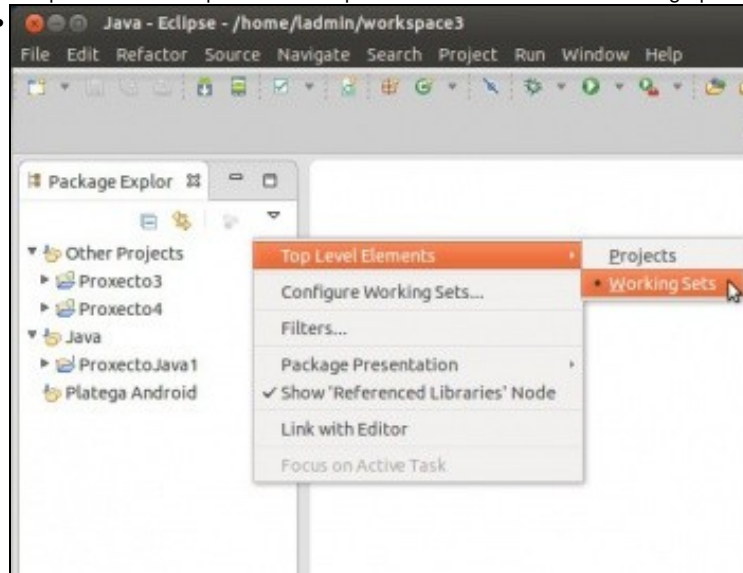 Java - Eclipse - /home/ladmin/workspace3
File Edit Refactor Source Navigate Search Project Run Window Help
Package Explor
Other Projects
Proxecto3
Proxecto4
Java
ProxectoJava1
Platega Android
Top Level Elements
Configure Working Sets...
Filters...
Package Presentation
Show 'Referenced Libraries' Node
Link with Editor
Focus on Active Task
Projects
Working Sets